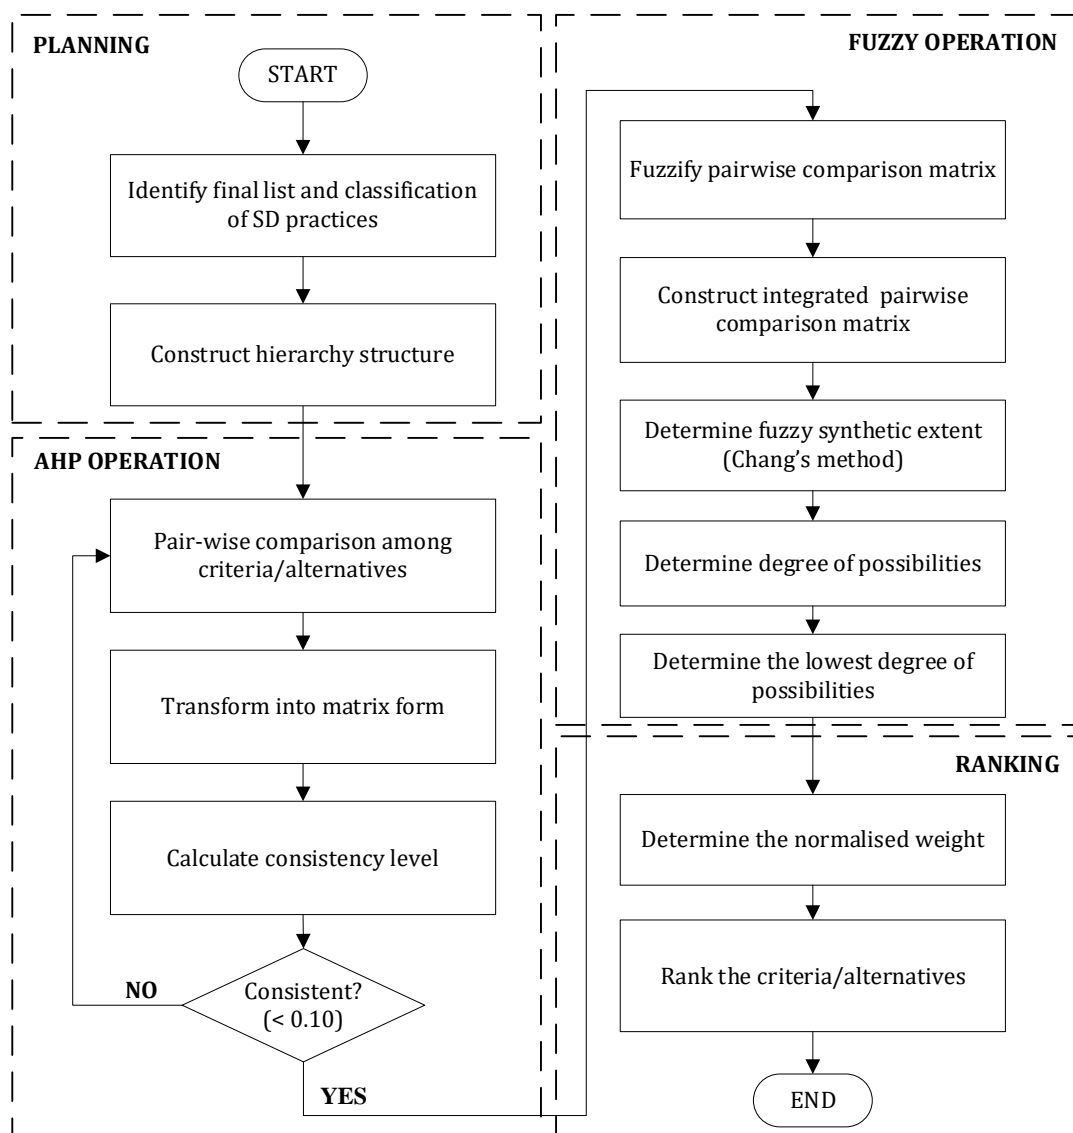 PLANNING
START
Identify final list and classification
of SD practices
Construct hierarchy structure
AHP OPERATION
Pair-wise comparison among
criteria/alternatives
Transform into matrix form
Calculate consistency level
Consistent?
(< 0.10)
NO
YES
FUZZY OPERATION
Fuzzify pairwise comparison matrix
Construct integrated pairwise
comparison matrix
Determine fuzzy synthetic extent
(Chang’s method)
Determine degree of possibilities
Determine the lowest degree of
possibilities
RANKING
Determine the normalised weight
Rank the criteria/alternatives
END